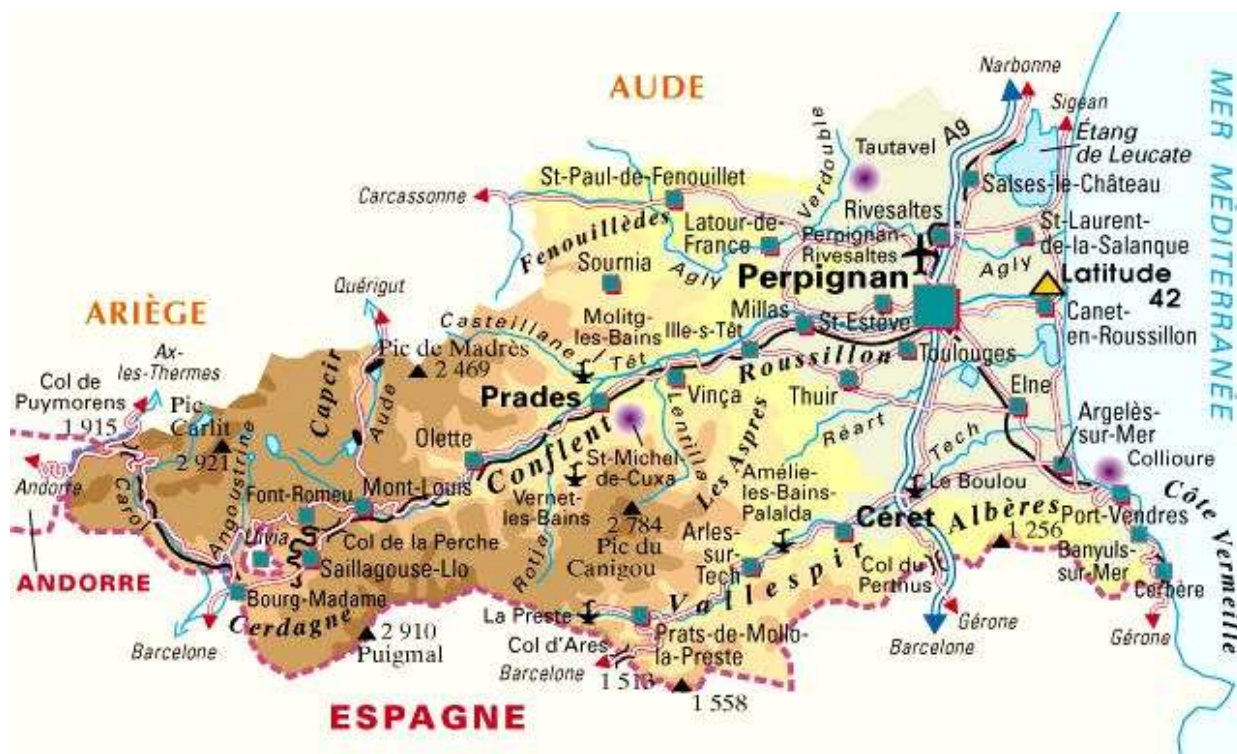 AUDE
Narbonne
Sigean
MER MÉDITERRANÉE
A9
Étang
de Leucate
Tautavel
Verdouble
St-Paul-de-Fenouillet
Salses-le-Château
Carcassonne
Fenouillèdes
Latour-de-
France
Rivesaltes
St-Laurent-
de-la-Salanque
Perpignan-
Rivesaltes
Sournia
Agly
Agly
Perpignan
Latitude
42
Quérigut
ARIÈGE
Casteillane
Molitg-
les-Bains
Millas
Ille-s-Têt
St-Estève
Canet-
en-Roussillon
Ax-
les-Thermes
Pic de Madrès
2 469
Têt
Roussillon
Toulouges
Col de
Puymorens
1 915
Capcir
Aude
Prades
Vinça
Thuir
Elne
Pic
Carlit
2 921
Olette
Conflent
Lentilla
Les Aspres
Réart
Tech
Argelès-
sur-Mer
Collioure
Andorre
Carol
Angoustrine
Font-Romeu
Mont-Louis
St-Michel-
de-Cuxa
Vernet-
les-Bains
Amélie-
les-Bains-
Palalda
Le Boulou
Côte Vermeille
Céret
Albères
1 256
Port-Vendres
2 784
Pic du
Canigou
Arles-
sur-
Tech
Llivia
Col de la Perche
Saillagouse-Llo
Rotja
Vallespir
Col du
Perthus
Banyuls-
sur-Mer
Cerbère
ANDORRE
Bourg-Madame
Cerdagne
La Preste
Prats-de-Mollo-
la-Preste
Gérone
Barcelone
Gérone
Barcelone
2 910
Puigmal
Col d'Ares
Barcelone
1 513
1 558
ESPAGNE